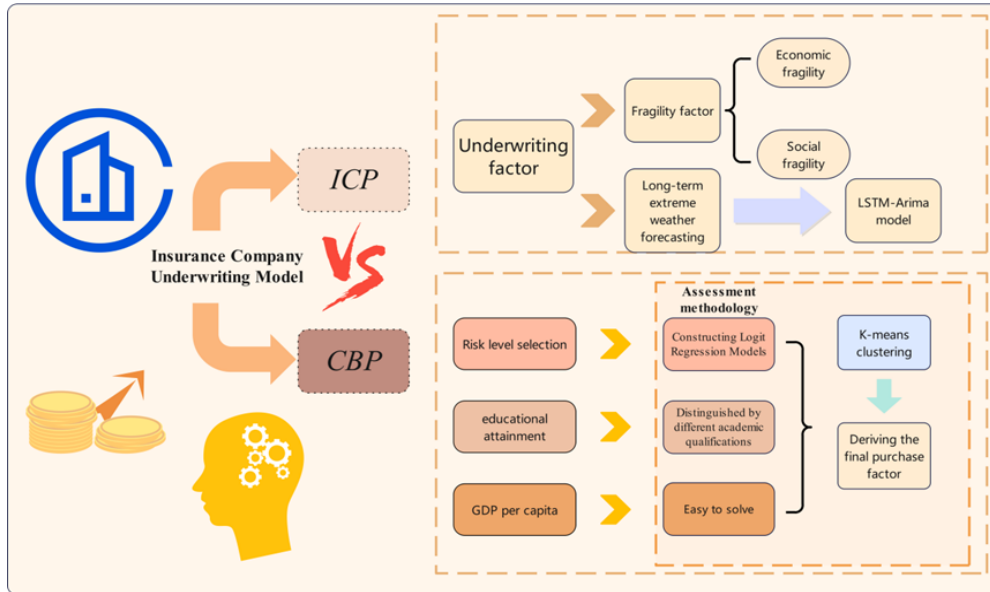 Insurance Company
Underwriting Model
ICP
VS
CBP
Underwriting
factor
Fragility factor
Economic
fragility
Social
fragility
Long-term
extreme
weather
forecasting
LSTM-Arima
model
Assessment
methodology
Risk level selection
Constructing Logit
Regression Models
educational
attainment
Distinguished by
different academic
qualifications
GDP per capita
Easy to solve
K-means
clustering
Deriving the
final purchase
factor